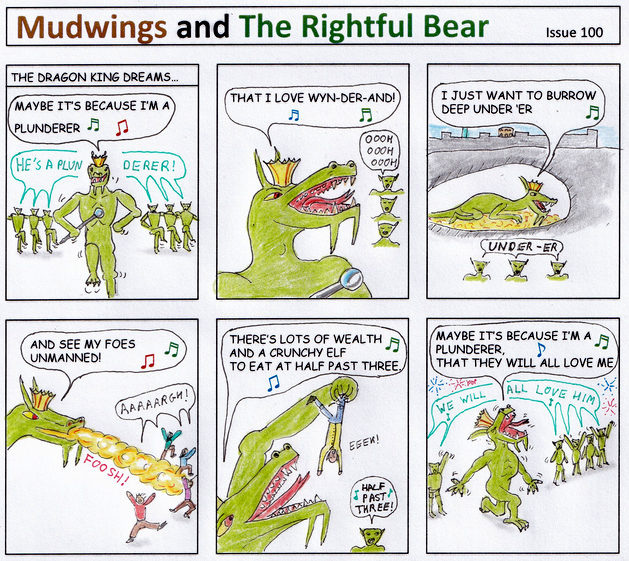 Mudwings and The Rightful Bear
Issue 100
THE DRAGON KING DREAMS...
MAYBE IT'S BECAUSE I'M A
PLUNDERER
HE'S A PLUN DERER!
THAT I LOVE WYN-DER-AND!
OOOH
OOOH
OOOH
I JUST WANT TO BURROW
DEEP UNDER 'ER
UNDER-ER
AND SEE MY FOES
UNMANNED!
AAAAARGH!
FOOSH!
THERE'S LOTS OF WEALTH
AND A CRUNCHY ELF
TO EAT AT HALF PAST THREE.
EEEK!
HALF
PAST
THREE!
MAYBE IT'S BECAUSE I'M A
PLUNDERER,
THAT THEY WILL ALL LOVE ME
WE WILL ALL LOVE HIM